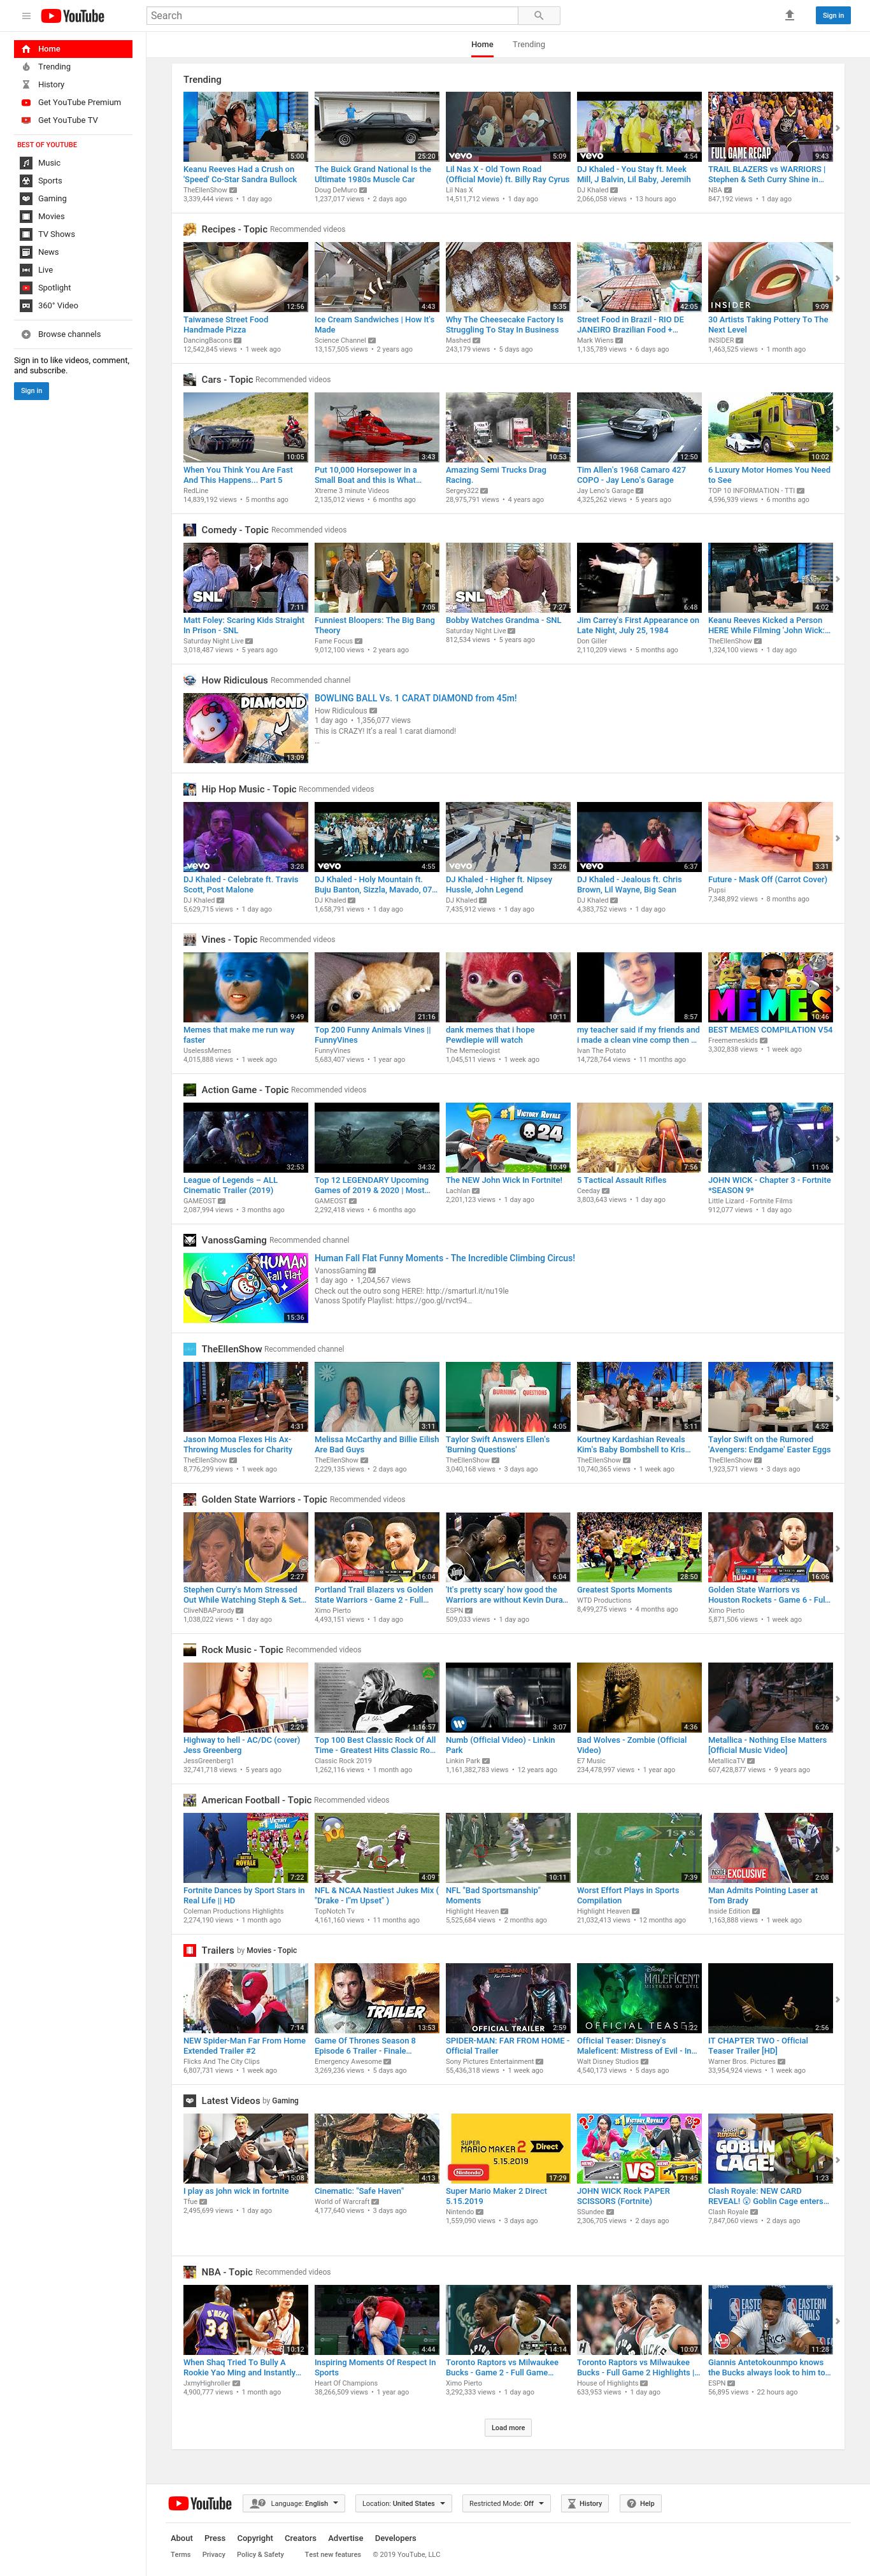 YouTube
Search
Sign in
Home
Trending
History
Get YouTube Premium
Get YouTube TV
BEST OF YOUTUBE
Music
Sports
Gaming
Movies
TV Shows
News
Live
Spotlight
360° Video
Browse channels
Sign in to like videos, comment,
and subscribe.
Sign in
Home Trending
Trending
5:00 25:20 vevo 5:09 vevo 4:54 FULL GAME RECAP 9:43
Keanu Reeves Had a Crush on
'Speed' Co-Star Sandra Bullock
TheEllenShow
3,339,444 views • 1 day ago
The Buick Grand National Is the
Ultimate 1980s Muscle Car
Doug DeMuro
1,237,017 views • 2 days ago
Lil Nas X - Old Town Road
(Official Movie) ft. Billy Ray Cyrus
Lil Nas X
14,511,712 views • 1 day ago
DJ Khaled - You Stay ft. Meek
Mill, J Balvin, Lil Baby, Jeremih
DJ Khaled
2,066,058 views • 13 hours ago
TRAIL BLAZERS vs WARRIORS |
Stephen & Seth Curry Shine in...
NBA
847,192 views • 1 day ago
Recipes - Topic Recommended videos
12:56 4:43 5:35 42:05 INSIDER 9:09
Taiwanese Street Food
Handmade Pizza
DancingBacons
12,542,845 views • 1 week ago
Ice Cream Sandwiches | How It's
Made
Science Channel
13,157,505 views • 2 years ago
Why The Cheesecake Factory Is
Struggling To Stay In Business
Mashed
243,179 views • 5 days ago
Street Food in Brazil - RIO DE
JANEIRO Brazilian Food +...
Mark Wiens
1,135,789 views • 6 days ago
30 Artists Taking Pottery To The
Next Level
INSIDER
1,463,525 views • 1 month ago
Cars - Topic Recommended videos
10:05 3:43 10:53 12:50 10:02
When You Think You Are Fast
And This Happens... Part 5
RedLine
14,839,192 views • 5 months ago
Put 10,000 Horsepower in a
Small Boat and this is What...
Xtreme 3 minute Videos
2,135,012 views • 6 months ago
Amazing Semi Trucks Drag
Racing.
Sergey322
28,975,791 views • 4 years ago
Tim Allen's 1968 Camaro 427
COPO - Jay Leno's Garage
Jay Leno's Garage
4,325,262 views • 5 years ago
6 Luxury Motor Homes You Need
to See
TOP 10 INFORMATION - TTI
4,596,939 views • 6 months ago
Comedy - Topic Recommended videos
SNL 7:11 7:05 SNL 7:27 6:48 4:02
Matt Foley: Scaring Kids Straight
In Prison - SNL
Saturday Night Live
3,018,487 views • 5 years ago
Funniest Bloopers: The Big Bang
Theory
Fame Focus
9,012,100 views • 2 years ago
Bobby Watches Grandma - SNL
Saturday Night Live
812,534 views • 5 years ago
Jim Carrey's First Appearance on
Late Night, July 25, 1984
Don Giller
2,110,209 views • 5 months ago
Keanu Reeves Kicked a Person
HERE While Filming 'John Wick:...
TheEllenShow
1,324,100 views • 1 day ago
How Ridiculous Recommended channel
DIAMOND 13:09
BOWLING BALL Vs. 1 CARAT DIAMOND from 45m!
How Ridiculous
1 day ago • 1,356,077 views
This is CRAZY! It's a real 1 carat diamond!
...
Hip Hop Music - Topic Recommended videos
vevo 3:28 vevo 4:55 vevo 3:26 vevo 6:37 3:31
DJ Khaled - Celebrate ft. Travis
Scott, Post Malone
DJ Khaled
5,629,715 views • 1 day ago
DJ Khaled - Holy Mountain ft.
Buju Banton, Sizzla, Mavado, 07...
DJ Khaled
1,658,791 views • 1 day ago
DJ Khaled - Higher ft. Nipsey
Hussle, John Legend
DJ Khaled
7,435,912 views • 1 day ago
DJ Khaled - Jealous ft. Chris
Brown, Lil Wayne, Big Sean
DJ Khaled
4,383,752 views • 1 day ago
Future - Mask Off (Carrot Cover)
Pupsi
7,348,892 views • 8 months ago
Vines - Topic Recommended videos
9:49 21:16 10:11 8:57 MEMES 10:46
Memes that make me run way
faster
UselessMemes
4,015,888 views • 1 week ago
Top 200 Funny Animals Vines ||
FunnyVines
FunnyVines
5,683,407 views • 1 year ago
dank memes that i hope
Pewdiepie will watch
The Memeologist
1,045,511 views • 1 week ago
my teacher said if my friends and
i made a clean vine comp then ...
Ivan The Potato
14,728,764 views • 11 months ago
BEST MEMES COMPILATION V54
Freememeskids
3,302,838 views • 1 week ago
Action Game - Topic Recommended videos
32:53 34:32 #1 VICTORY ROYALE 24 10:49 7:56 11:06
League of Legends – ALL
Cinematic Trailer (2019)
GAMEOST
2,087,994 views • 3 months ago
Top 12 LEGENDARY Upcoming
Games of 2019 & 2020 | Most...
GAMEOST
2,292,418 views • 6 months ago
The NEW John Wick In Fortnite!
Lachlan
2,201,123 views • 1 day ago
5 Tactical Assault Rifles
Ceeday
3,803,643 views • 1 day ago
JOHN WICK - Chapter 3 - Fortnite
*SEASON 9*
Little Lizard - Fortnite Films
912,077 views • 1 day ago
VanossGaming Recommended channel
HUMAN Fall Flat 15:36
Human Fall Flat Funny Moments - The Incredible Climbing Circus!
VanossGaming
1 day ago • 1,204,567 views
Check out the outro song HERE!: http://smarturl.it/nu19le
Vanoss Spotify Playlist: https://goo.gl/rvct94...
TheEllenShow Recommended channel
4:31 3:11 BURNING QUESTIONS 4:05 5:11 4:52
Jason Momoa Flexes His Ax-
Throwing Muscles for Charity
TheEllenShow
8,776,299 views • 1 week ago
Melissa McCarthy and Billie Eilish
Are Bad Guys
TheEllenShow
2,229,135 views • 2 days ago
Taylor Swift Answers Ellen's
'Burning Questions'
TheEllenShow
3,040,168 views • 3 days ago
Kourtney Kardashian Reveals
Kim's Baby Bombshell to Kris...
TheEllenShow
10,740,365 views • 1 week ago
Taylor Swift on the Rumored
'Avengers: Endgame' Easter Eggs
TheEllenShow
1,923,571 views • 3 days ago
Golden State Warriors - Topic Recommended videos
2:27 16:04 6:04 28:50 16:06
Stephen Curry's Mom Stressed
Out While Watching Steph & Set...
CliveNBAParody
1,038,022 views • 1 day ago
Portland Trail Blazers vs Golden
State Warriors - Game 2 - Full...
Ximo Pierto
4,493,151 views • 1 day ago
'It's pretty scary' how good the
Warriors are without Kevin Dura...
ESPN
509,033 views • 1 day ago
Greatest Sports Moments
WTD Productions
8,499,275 views • 4 months ago
Golden State Warriors vs
Houston Rockets - Game 6 - Ful...
Ximo Pierto
5,871,506 views • 1 week ago
Rock Music - Topic Recommended videos
2:29 1:16:57 3:07 4:36 6:26
Highway to hell - AC/DC (cover)
Jess Greenberg
JessGreenberg1
32,741,718 views • 5 years ago
Top 100 Best Classic Rock Of All
Time - Greatest Hits Classic Ro...
Classic Rock 2019
1,262,116 views • 1 month ago
Numb (Official Video) - Linkin
Park
Linkin Park
1,161,382,783 views • 12 years ago
Bad Wolves - Zombie (Official
Video)
E7 Music
234,478,997 views • 1 year ago
Metallica - Nothing Else Matters
[Official Music Video]
MetallicaTV
607,428,877 views • 9 years ago
American Football - Topic Recommended videos
7:22 4:09 10:11 7:39 EXCLUSIVE 2:08
Fortnite Dances by Sport Stars in
Real Life || HD
Coleman Productions Highlights
2,274,190 views • 1 month ago
NFL & NCAA Nastiest Jukes Mix (
"Drake - I"m Upset" )
TopNotch Tv
4,161,160 views • 11 months ago
NFL "Bad Sportsmanship"
Moments
Highlight Heaven
5,525,684 views • 2 months ago
Worst Effort Plays in Sports
Compilation
Highlight Heaven
21,032,413 views • 12 months ago
Man Admits Pointing Laser at
Tom Brady
Inside Edition
1,163,888 views • 1 week ago
Trailers by Movies - Topic
7:14 TRAILER 13:53 SPIDER-MAN OFFICIAL TRAILER 2:59 Disney MALEFICENT MISTRESS OF EVIL OFFICIAL TEASER 1:22 2:56
NEW Spider-Man Far From Home
Extended Trailer #2
Flicks And The City Clips
6,807,731 views • 1 week ago
Game Of Thrones Season 8
Episode 6 Trailer - Finale...
Emergency Awesome
3,269,236 views • 5 days ago
SPIDER-MAN: FAR FROM HOME -
Official Trailer
Sony Pictures Entertainment
55,436,318 views • 1 week ago
Official Teaser: Disney's
Maleficent: Mistress of Evil - In...
Walt Disney Studios
4,540,173 views • 5 days ago
IT CHAPTER TWO - Official
Teaser Trailer [HD]
Warner Bros. Pictures
33,954,924 views • 1 week ago
Latest Videos by Gaming
15:08 4:13 SUPER MARIO MAKER 2 Direct 5.15.2019 Nintendo 17:29 #1 VICTORY ROYALE VS 21:45 CLASH ROYALE GOBLIN CAGE! 1:23
I play as john wick in fortnite
Tfue
2,495,699 views • 1 day ago
Cinematic: "Safe Haven"
World of Warcraft
4,177,640 views • 3 days ago
Super Mario Maker 2 Direct
5.15.2019
Nintendo
1,559,090 views • 3 days ago
JOHN WICK Rock PAPER
SCISSORS (Fortnite)
SSundee
2,306,705 views • 2 days ago
Clash Royale: NEW CARD
REVEAL! 😲 Goblin Cage enters...
Clash Royale
7,847,060 views • 2 days ago
NBA - Topic Recommended videos
O'NEAL 34 10:12 4:44 14:14 10:07 EASTERN FINALS 11:28
When Shaq Tried To Bully A
Rookie Yao Ming and Instantly...
JxmyHighroller
4,900,777 views • 1 month ago
Inspiring Moments Of Respect In
Sports
Heart Of Champions
38,266,509 views • 1 year ago
Toronto Raptors vs Milwaukee
Bucks - Game 2 - Full Game...
Ximo Pierto
3,292,333 views • 1 day ago
Toronto Raptors vs Milwaukee
Bucks - Full Game 2 Highlights |...
House of Highlights
633,953 views • 1 day ago
Giannis Antetokounmpo knows
the Bucks always look to him to...
ESPN
56,895 views • 22 hours ago
Load more
YouTube Language: English Location: United States Restricted Mode: Off History Help
About Press Copyright Creators Advertise Developers
Terms Privacy Policy & Safety Test new features © 2019 YouTube, LLC